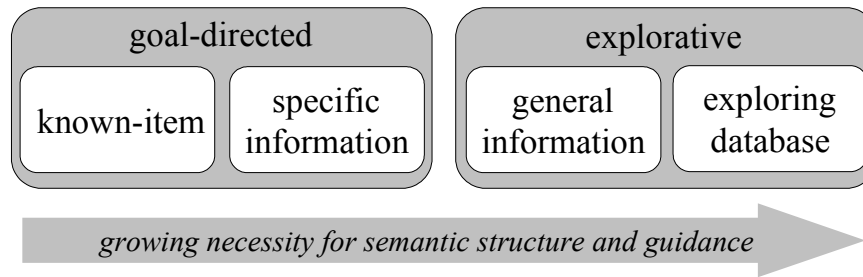 goal-directed
known-item
specific
information
explorative
general
information
exploring
database
growing necessity for semantic structure and guidance